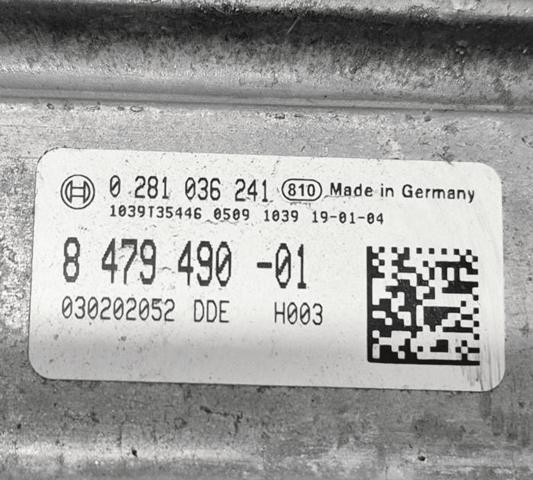 0 281 036 241 810 Made in Germany
1039T35446 0509 1039 19-01-04
8 479 490 -01
030202052 DDE H003